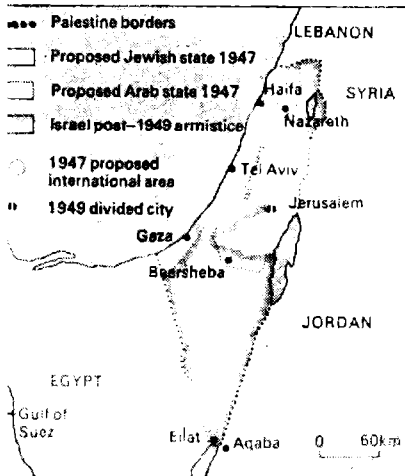 Palestine borders
Proposed Jewish state 1947
Proposed Arab state 1947
Israel post–1949 armistice
1947 proposed
international area
1949 divided city
LEBANON
SYRIA
Haifa
Nazareth
Tel Aviv
Jerusalem
Gaza
Beersheba
JORDAN
EGYPT
Gulf of
Suez
Eilat
Aqaba
0 60km